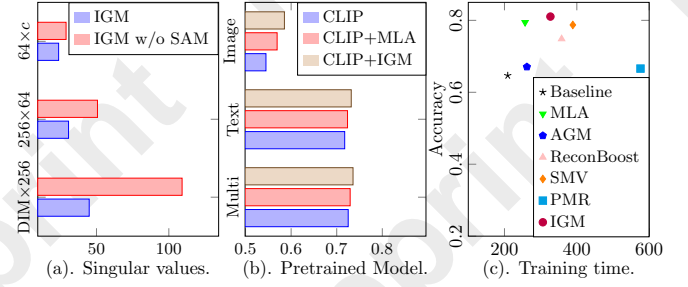 64×c
256×64
DIM×256
IGM
IGM w/o SAM
50
100
(a). Singular values.
Image
Text
Multi
CLIP
CLIP+MLA
CLIP+IGM
0.5
0.6
0.7
0.8
(b). Pretrained Model.
Accuracy
0.8
0.6
0.4
0.2
Baseline
MLA
AGM
ReconBoost
SMV
PMR
IGM
200
400
600
(c). Training time.